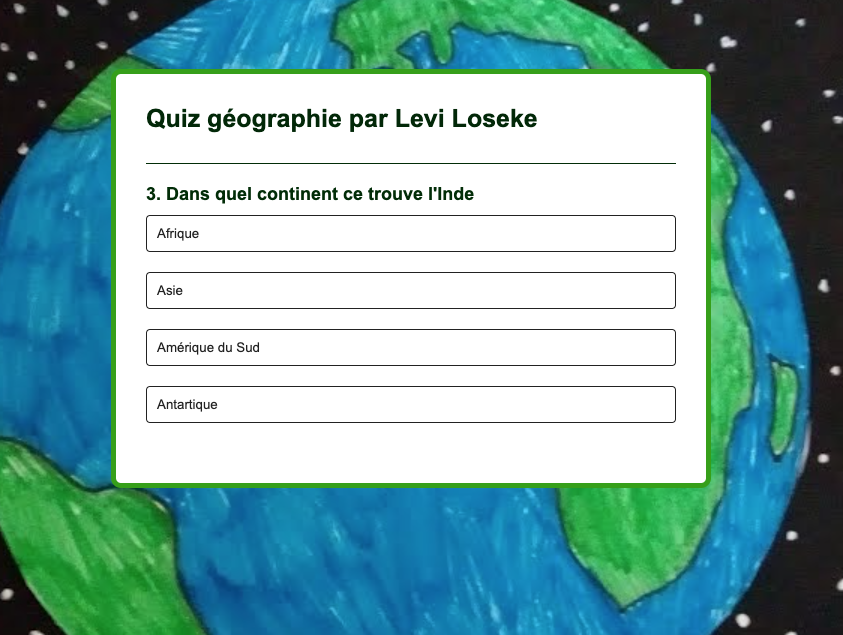 Quiz géographie par Levi Loseke
3. Dans quel continent ce trouve l'Inde
Afrique
Asie
Amérique du Sud
Antartique